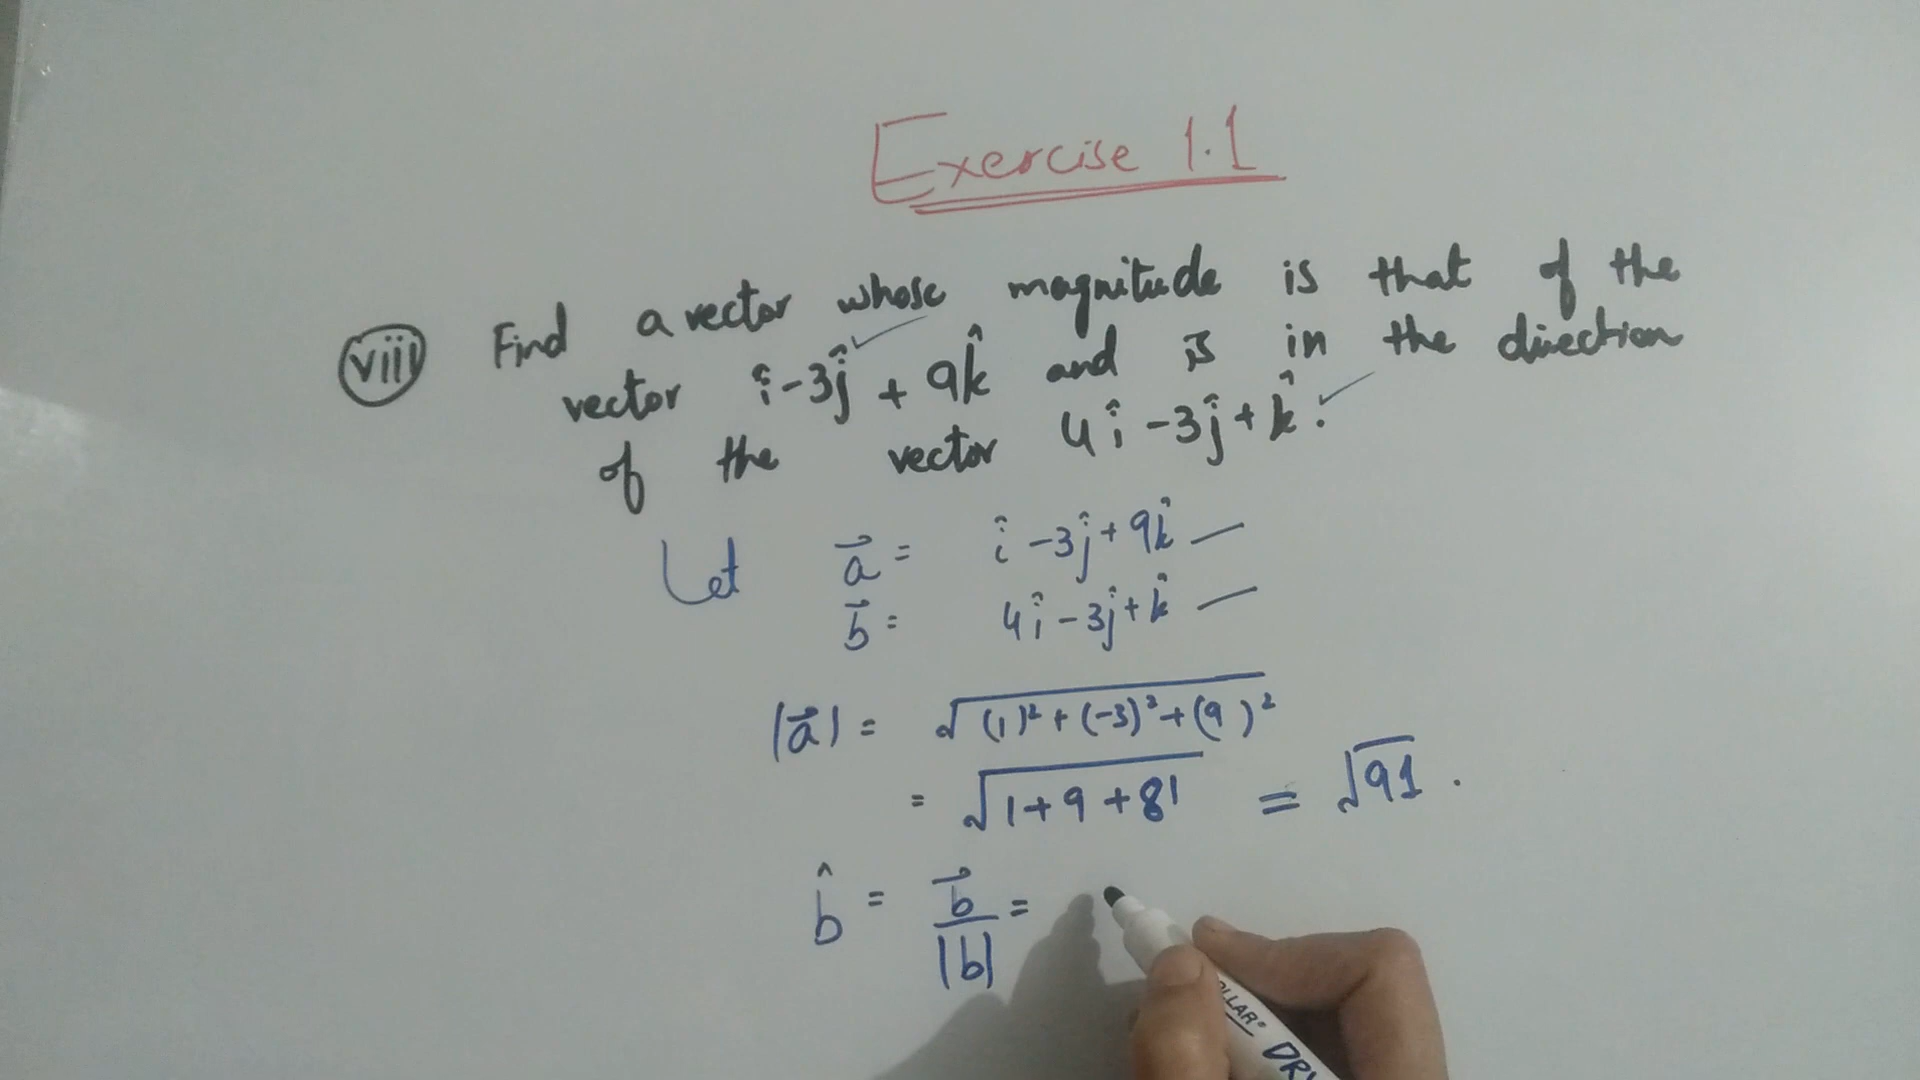 Exercise 1.1
(viii) Find a vector whose magnitude is that of the
vector î - 3ĵ + 9k̂ and is in the direction
of the vector 4î - 3ĵ + k̂.
Let a⃗ = î - 3ĵ + 9k̂ —
b⃗ = 4î - 3ĵ + k̂ —
|a⃗| = √((1)² + (-3)² + (9)²)
= √(1 + 9 + 81) = √91 .
b̂ = b⃗/|b| =
OLLAR® DRY